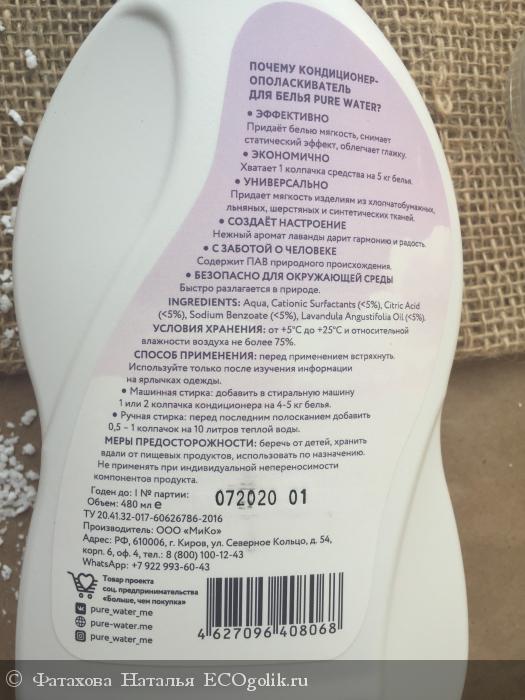 ПОЧЕМУ КОНДИЦИОНЕР-
ОПОЛАСКИВАТЕЛЬ
ДЛЯ БЕЛЬЯ PURE WATER?
• ЭФФЕКТИВНО
Придаёт белью мягкость, снимает
статический эффект, облегчает глажку.
• ЭКОНОМИЧНО
Хватает 1 колпачка средства на 5 кг белья.
• УНИВЕРСАЛЬНО
Придает мягкость изделиям из хлопчатобумажных,
льняных, шерстяных и синтетических тканей.
• СОЗДАЁТ НАСТРОЕНИЕ
Нежный аромат лаванды дарит гармонию и радость.
• С ЗАБОТОЙ О ЧЕЛОВЕКЕ
Содержит ПАВ природного происхождения.
• БЕЗОПАСНО ДЛЯ ОКРУЖАЮЩЕЙ СРЕДЫ
Быстро разлагается в природе.
INGREDIENTS: Aqua, Cationic Surfactants (<5%), Citric Acid
(<5%), Sodium Benzoate (<5%), Lavandula Angustifolia Oil (<5%).
УСЛОВИЯ ХРАНЕНИЯ: от +5°C до +25°C и относительной
влажности воздуха не более 75%.
СПОСОБ ПРИМЕНЕНИЯ: перед применением встряхнуть.
Используйте только после изучения информации
на ярлычках одежды.
• Машинная стирка: добавить в стиральную машину
1 или 2 колпачка кондиционера на 4-5 кг белья.
• Ручная стирка: перед последним полосканием добавить
0,5 – 1 колпачок на 10 литров теплой воды.
МЕРЫ ПРЕДОСТОРОЖНОСТИ: беречь от детей, хранить
вдали от пищевых продуктов, использовать по назначению.
Не применять при индивидуальной непереносимости
компонентов продукта.
Годен до: | № партии: 072020 01
Объем: 480 мл e
ТУ 20.41.32-017-60626786-2016
Производитель: ООО «МиКо»
Адрес: РФ, 610006, г. Киров, ул. Северное Кольцо, д. 54,
корп. 6, оф. 4, тел.: 8 (800) 100-12-43
WhatsApp: +7 922 993-60-43
Товар проекта
соц. предпринимательства
«Больше, чем покупка»
pure_water_me
pure-water.me
pure_water_me
4 627096 408068
© Фатахова Наталья ECOgolik.ru